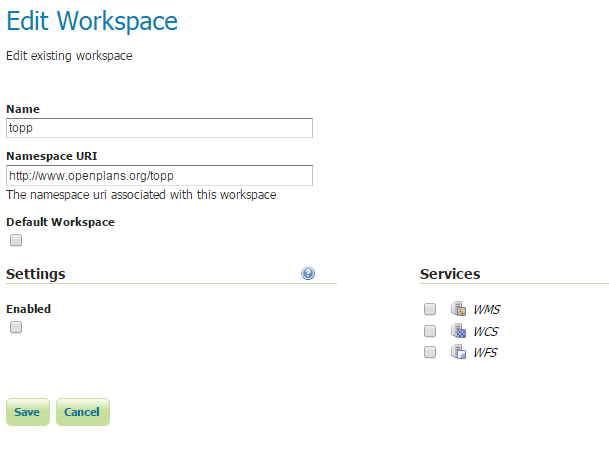 Edit Workspace
Edit existing workspace
Name
topp
Namespace URI
http://www.openplans.org/topp
The namespace uri associated with this workspace
Default Workspace
Settings
?
Enabled
Services
WMS
WCS
WFS
Save
Cancel